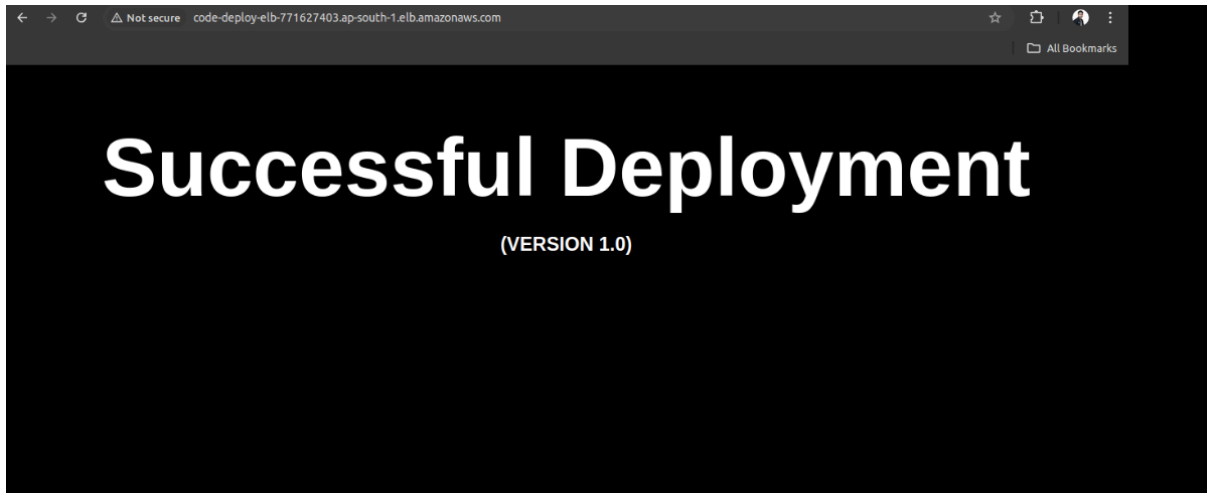 Not secure code-deploy-elb-771627403.ap-south-1.elb.amazonaws.com
All Bookmarks
Successful Deployment
(VERSION 1.0)